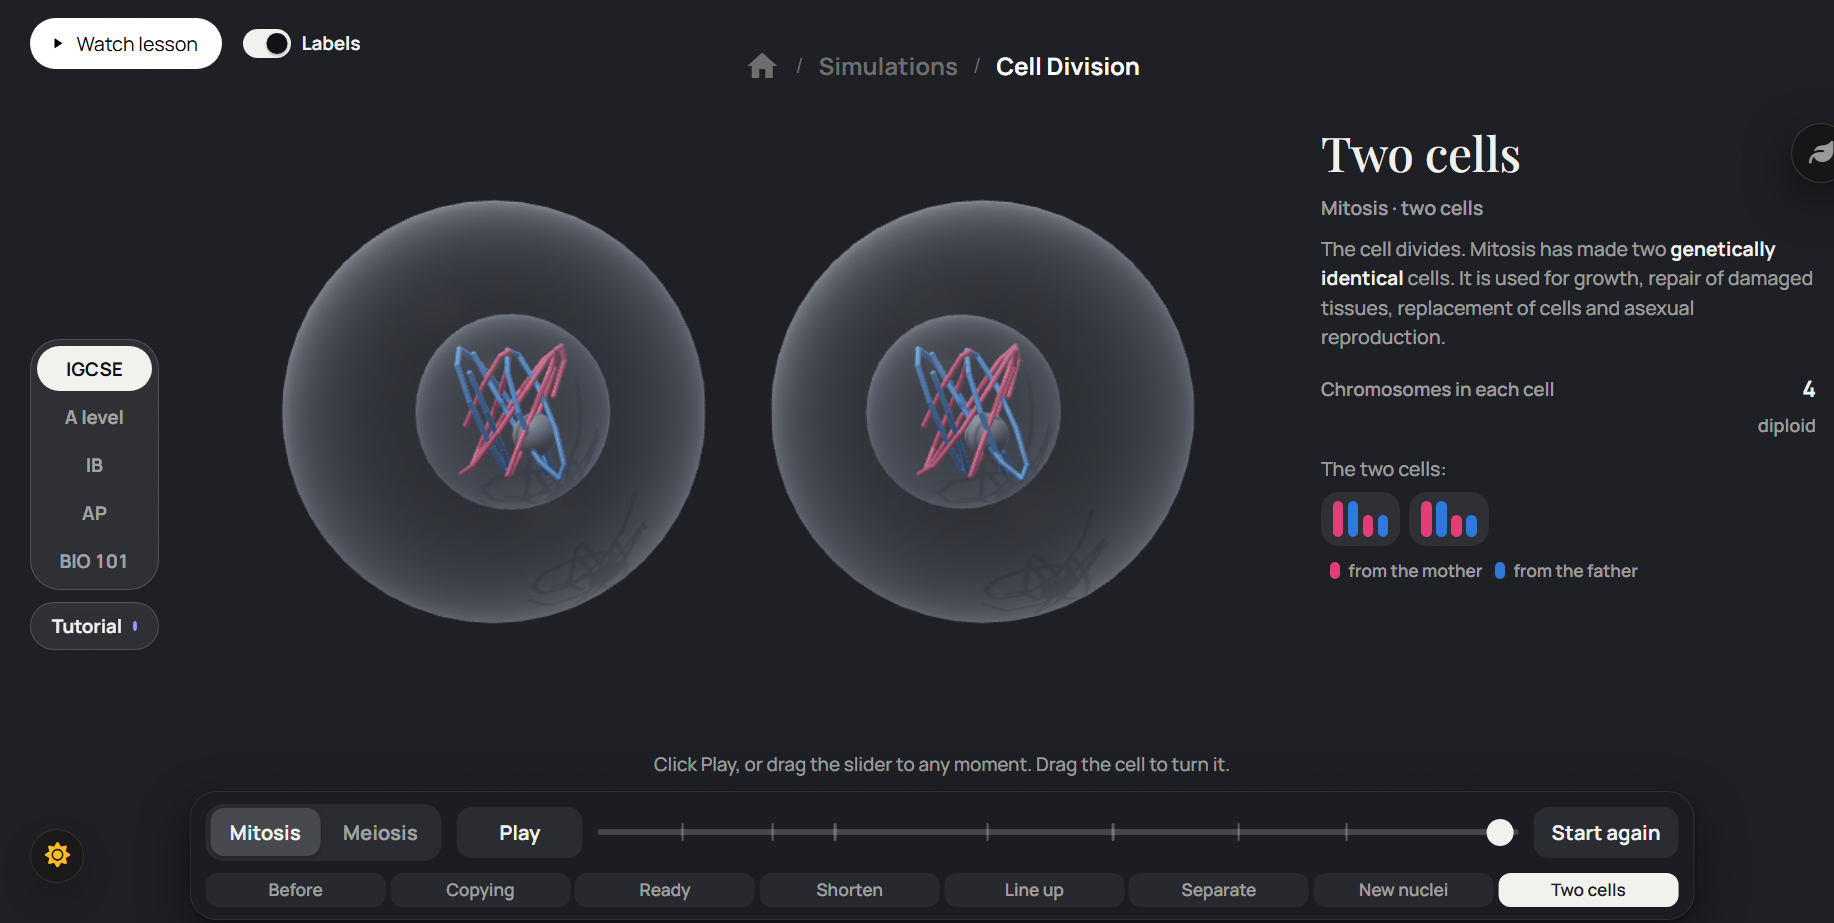 Watch lesson
Labels
/ Simulations / Cell Division
Two cells
Mitosis · two cells
The cell divides. Mitosis has made two genetically
identical cells. It is used for growth, repair of damaged
tissues, replacement of cells and asexual
reproduction.
Chromosomes in each cell 4
diploid
The two cells:
from the mother from the father
IGCSE
A level
IB
AP
BIO 101
Tutorial
Click Play, or drag the slider to any moment. Drag the cell to turn it.
Mitosis Meiosis Play Start again
Before Copying Ready Shorten Line up Separate New nuclei Two cells